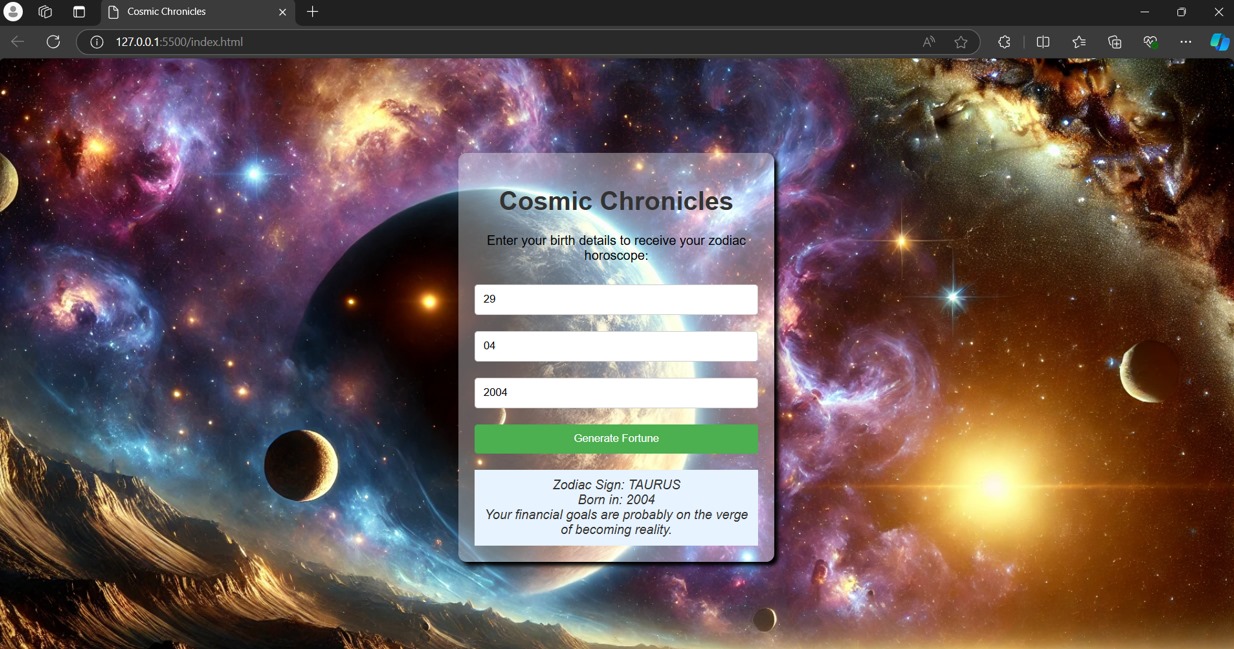 Cosmic Chronicles
127.0.0.1:5500/index.html
Cosmic Chronicles
Enter your birth details to receive your zodiac
horoscope:
29
04
2004
Generate Fortune
Zodiac Sign: TAURUS
Born in: 2004
Your financial goals are probably on the verge
of becoming reality.